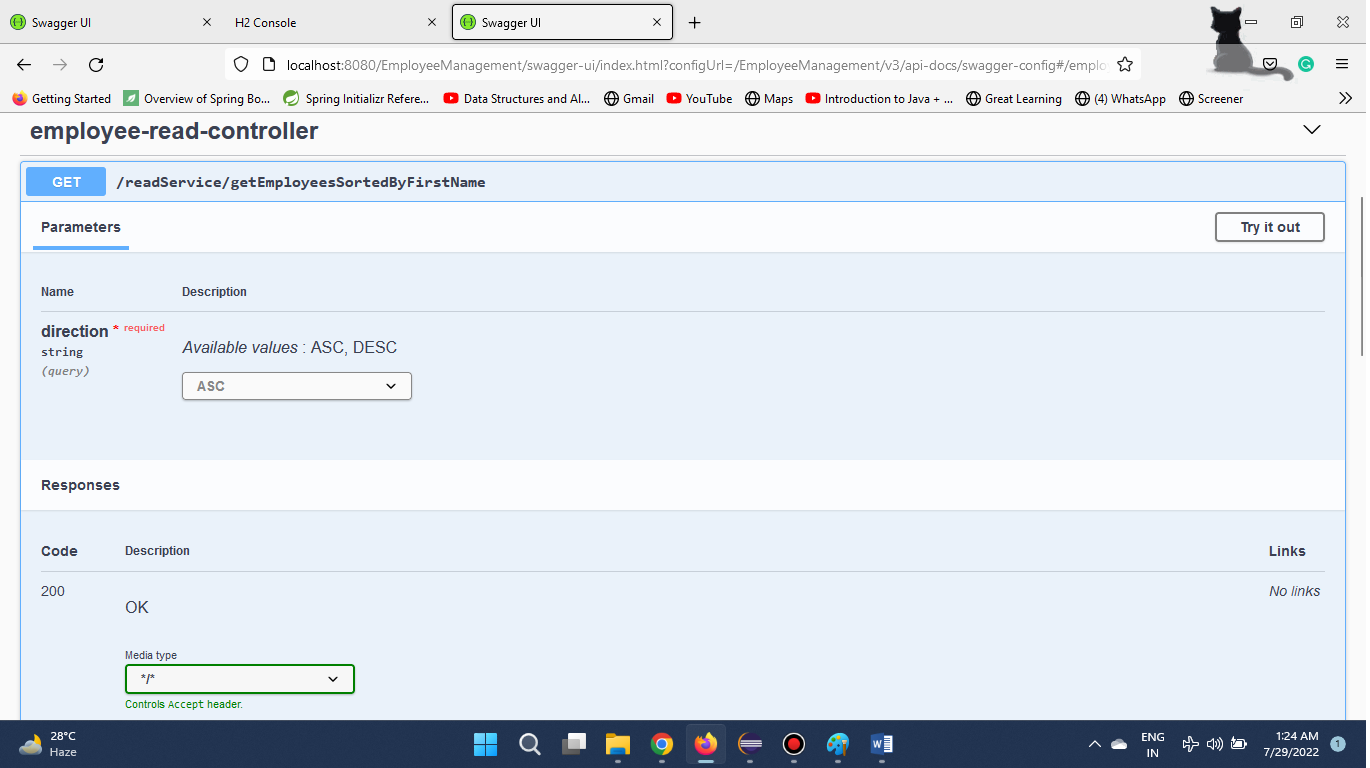 Swagger UI H2 Console Swagger UI
localhost:8080/EmployeeManagement/swagger-ui/index.html?configUrl=/EmployeeManagement/v3/api-docs/swagger-config#/emplo
Getting Started Overview of Spring Bo... Spring Initializr Refere... Data Structures and Al... Gmail YouTube Maps Introduction to Java + ... Great Learning (4) WhatsApp Screener
employee-read-controller
GET /readService/getEmployeesSortedByFirstName
Parameters Try it out
Name Description
direction * required
string
(query)
Available values : ASC, DESC
ASC
Responses
Code Description Links
200 No links
OK
Media type
*/*
Controls Accept header.
28°C
Haze
ENG
IN
1:24 AM
7/29/2022
1